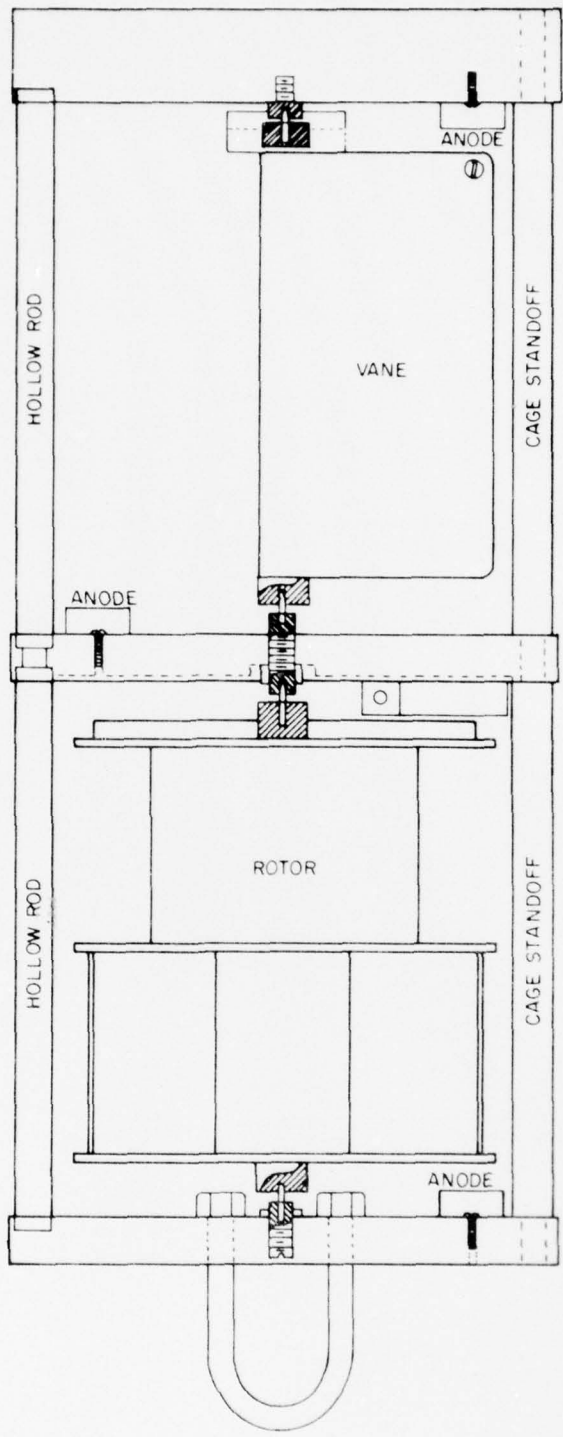 ANODE
HOLLOW ROD
VANE
CAGE STANDOFF
ANODE
HOLLOW ROD
ROTOR
CAGE STANDOFF
ANODE